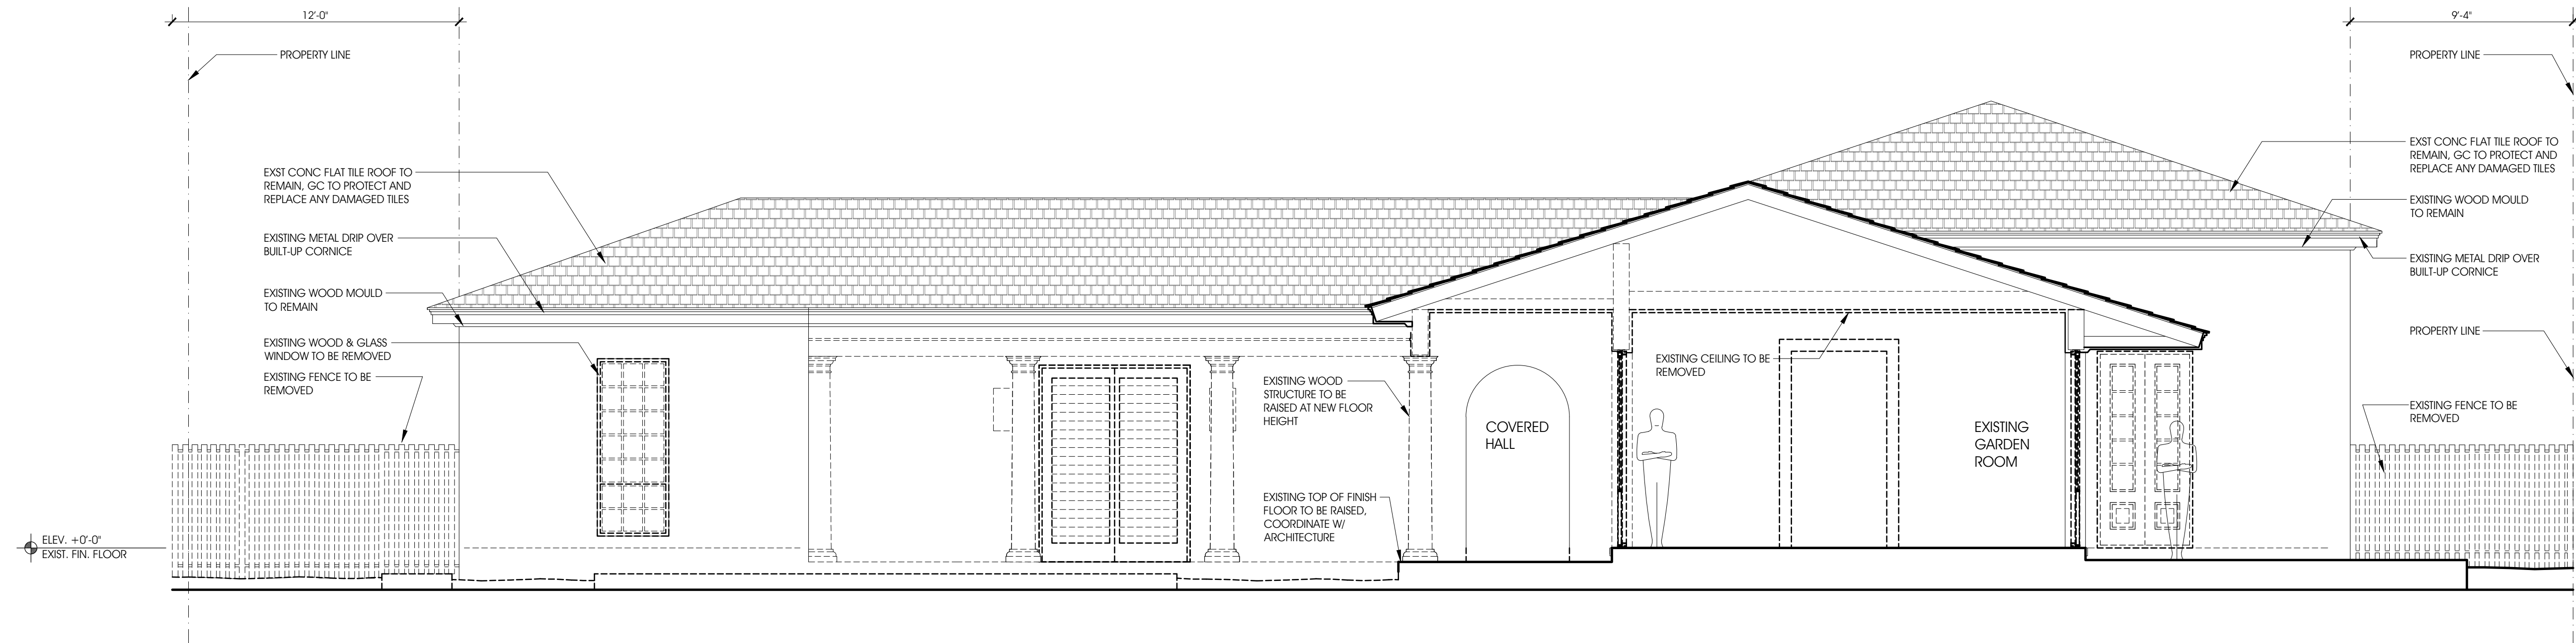 12'-0"
9'-4"
PROPERTY LINE
PROPERTY LINE
EXST CONC FLAT TILE ROOF TO
REMAIN, GC TO PROTECT AND
REPLACE ANY DAMAGED TILES
EXISTING METAL DRIP OVER
BUILT-UP CORNICE
EXISTING WOOD MOULD
TO REMAIN
EXISTING WOOD & GLASS
WINDOW TO BE REMOVED
EXISTING FENCE TO BE
REMOVED
ELEV. +0'-0"
EXIST. FIN. FLOOR
EXISTING WOOD
STRUCTURE TO BE
RAISED AT NEW FLOOR
HEIGHT
EXISTING TOP OF FINISH
FLOOR TO BE RAISED,
COORDINATE W/
ARCHITECTURE
COVERED
HALL
EXISTING CEILING TO BE
REMOVED
EXISTING
GARDEN
ROOM
EXST CONC FLAT TILE ROOF TO
REMAIN, GC TO PROTECT AND
REPLACE ANY DAMAGED TILES
EXISTING WOOD MOULD
TO REMAIN
EXISTING METAL DRIP OVER
BUILT-UP CORNICE
PROPERTY LINE
EXISTING FENCE TO BE
REMOVED